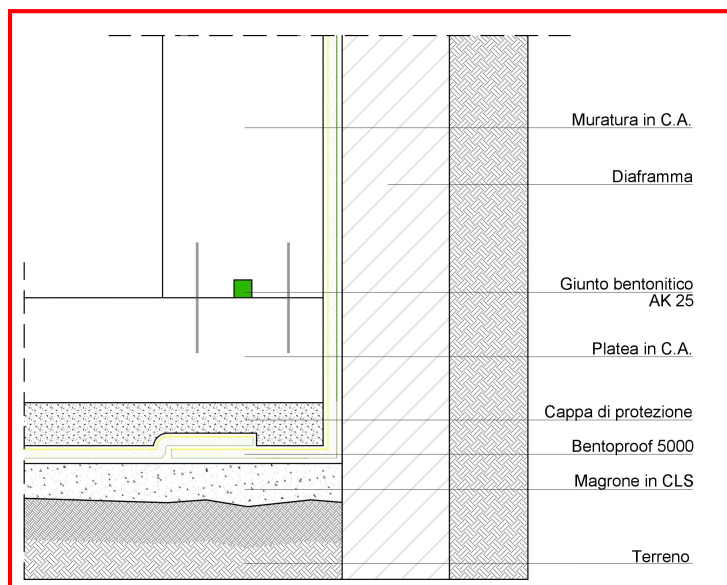 Muratura in C.A.
Diaframma
Giunto bentonitico
AK 25
Platea in C.A.
Cappa di protezione
Bentoproof 5000
Magrone in CLS
Terreno